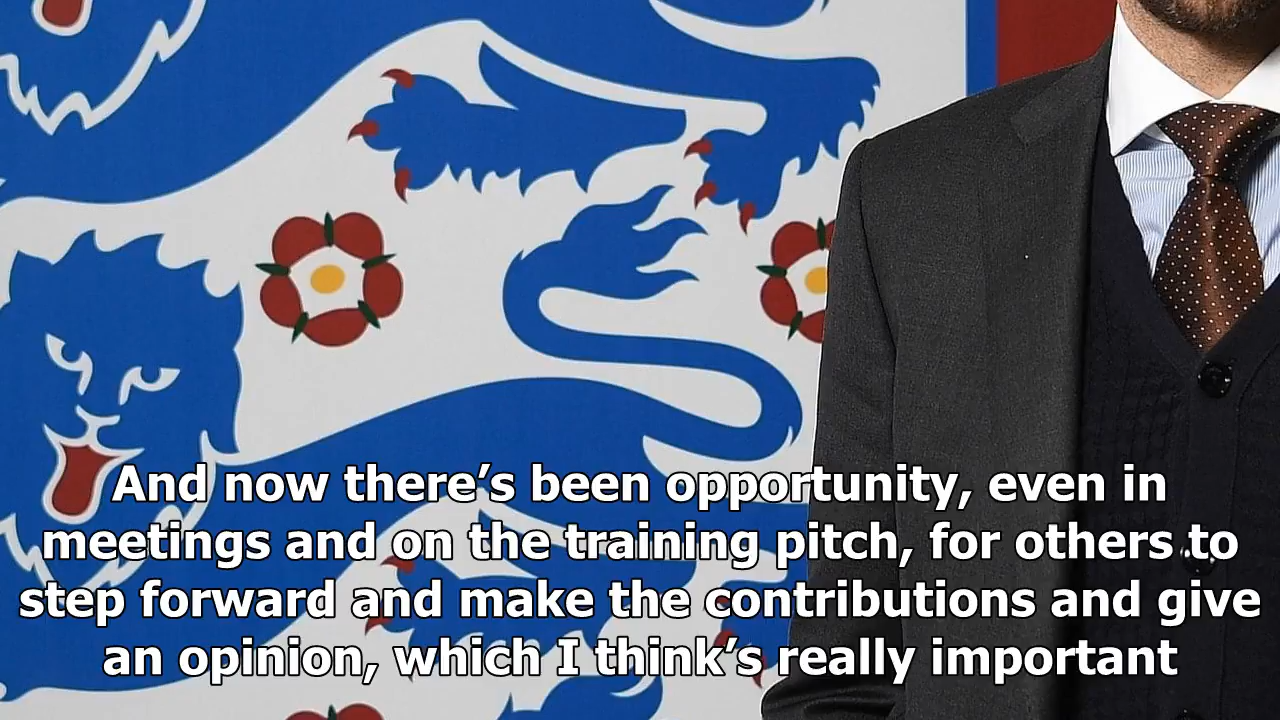 And now there’s been opportunity, even in
meetings and on the training pitch, for others to
step forward and make the contributions and give
an opinion, which I think’s really important